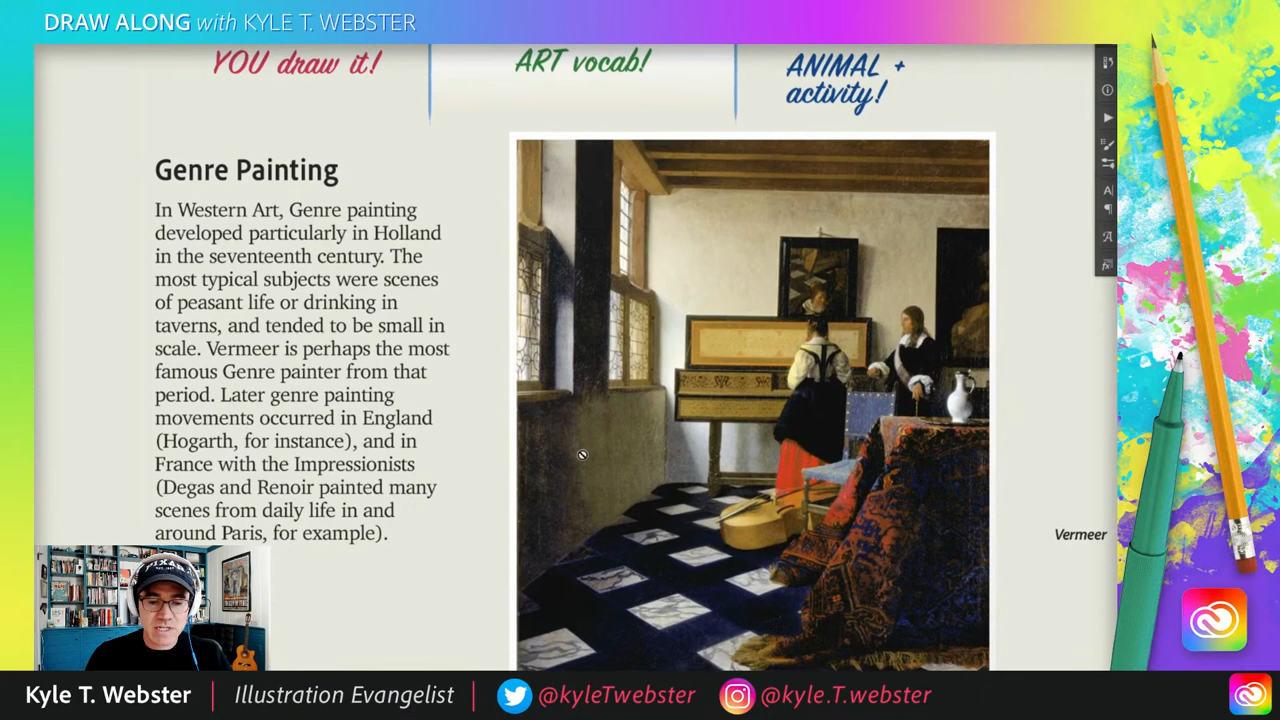 DRAW ALONG with KYLE T. WEBSTER
YOU draw it!
ART vocab!
ANIMAL +
activity!
Genre Painting
In Western Art, Genre painting
developed particularly in Holland
in the seventeenth century. The
most typical subjects were scenes
of peasant life or drinking in
taverns, and tended to be small in
scale. Vermeer is perhaps the most
famous Genre painter from that
period. Later genre painting
movements occurred in England
(Hogarth, for instance), and in
France with the Impressionists
(Degas and Renoir painted many
scenes from daily life in and
around Paris, for example).
Vermeer
PIXAR
Kyle T. Webster | Illustration Evangelist | @kyleTwebster @kyle.T.webster